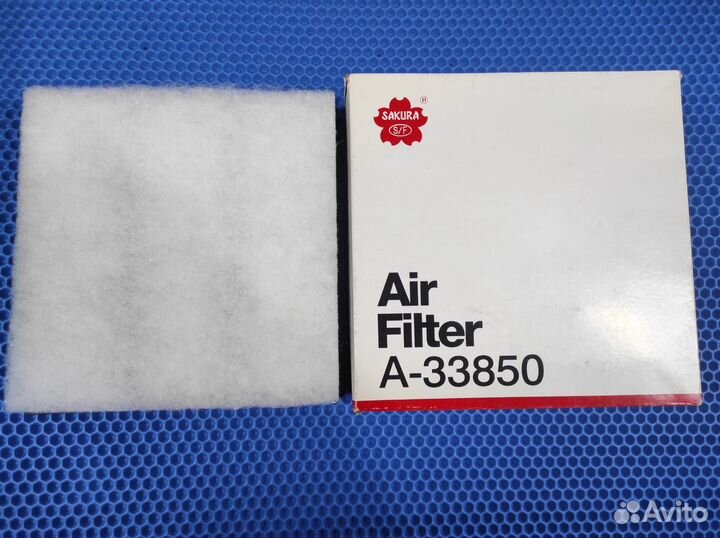 SAKURA
®
S/F
Air
Filter
A-33850
Avito